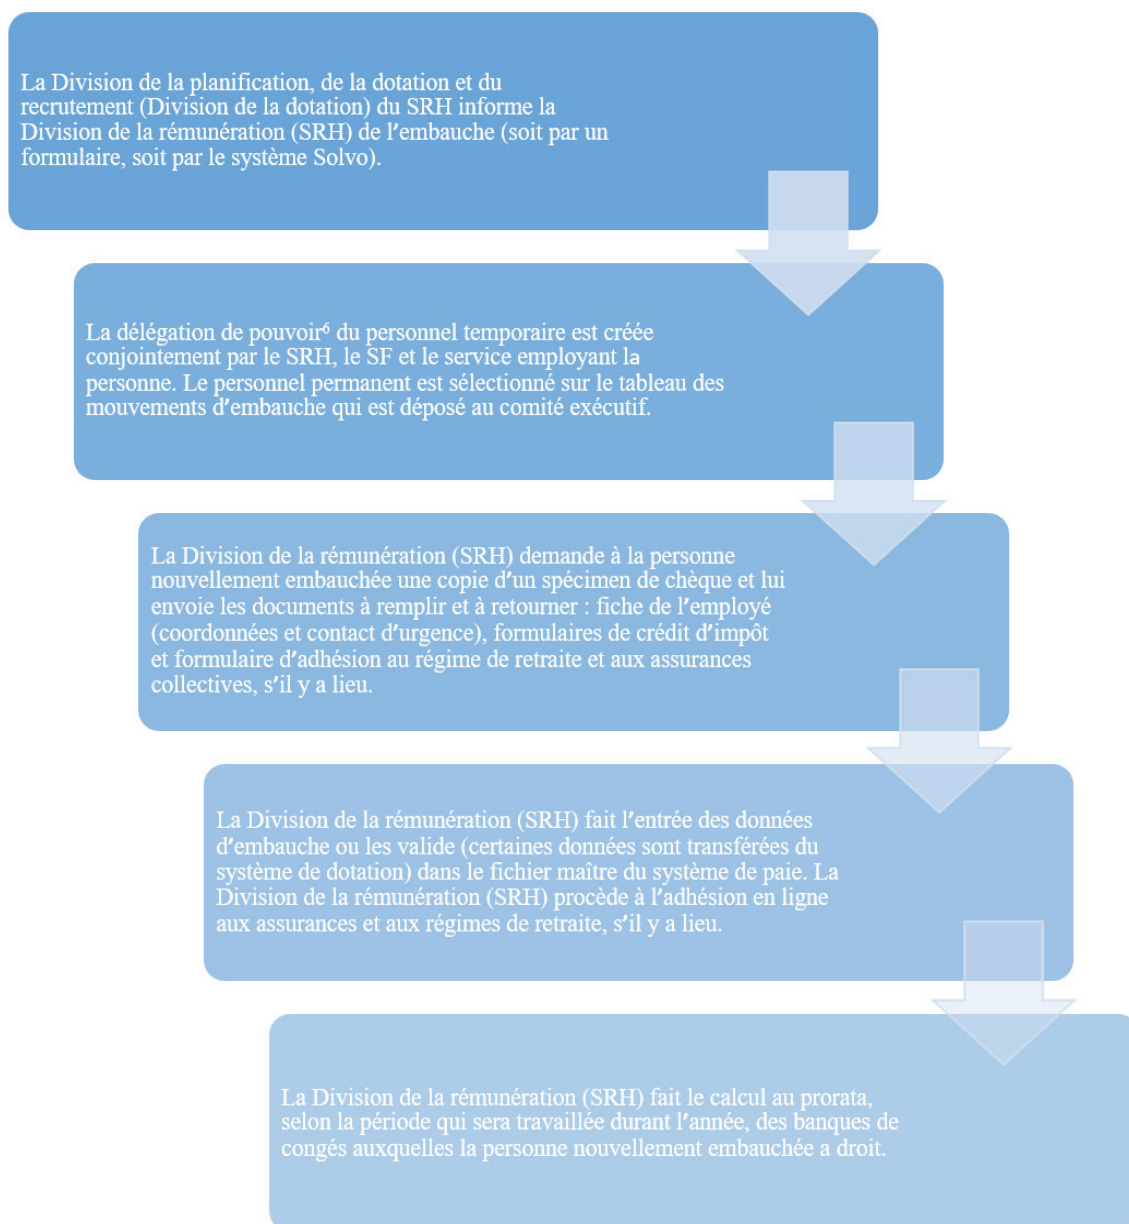 La Division de la planification, de la dotation et du
recrutement (Division de la dotation) du SRH informe la
Division de la rémunération (SRH) de l'embauche (soit par un
formulaire, soit par le système Solvo).
La délégation de pouvoir⁶ du personnel temporaire est créée
conjointement par le SRH, le SF et le service employant la
personne. Le personnel permanent est sélectionné sur le tableau des
mouvements d'embauche qui est déposé au comité exécutif.
La Division de la rémunération (SRH) demande à la personne
nouvellement embauchée une copie d'un spécimen de chèque et lui
envoie les documents à remplir et à retourner : fiche de l'employé
(coordonnées et contact d'urgence), formulaires de crédit d'impôt
et formulaire d'adhésion au régime de retraite et aux assurances
collectives, s'il y a lieu.
La Division de la rémunération (SRH) fait l'entrée des données
d'embauche ou les valide (certaines données sont transférées du
système de dotation) dans le fichier maître du système de paie. La
Division de la rémunération (SRH) procède à l'adhésion en ligne
aux assurances et aux régimes de retraite, s'il y a lieu.
La Division de la rémunération (SRH) fait le calcul au prorata,
selon la période qui sera travaillée durant l'année, des banques de
congés auxquelles la personne nouvellement embauchée a droit.